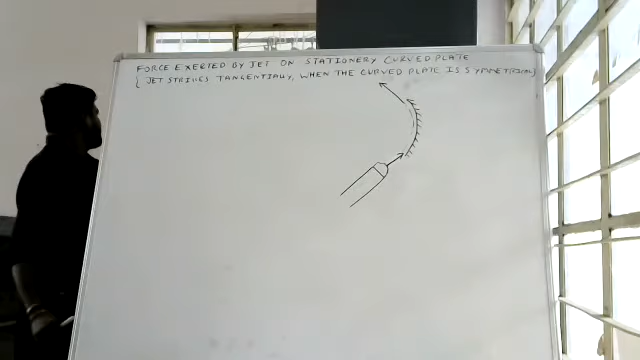 FORCE EXERTED BY JET ON STATIONERY CURVED PLATE
( JET STRIKES TANGENTIALLY, WHEN THE CURVED PLATE IS SYMMETRICAL)